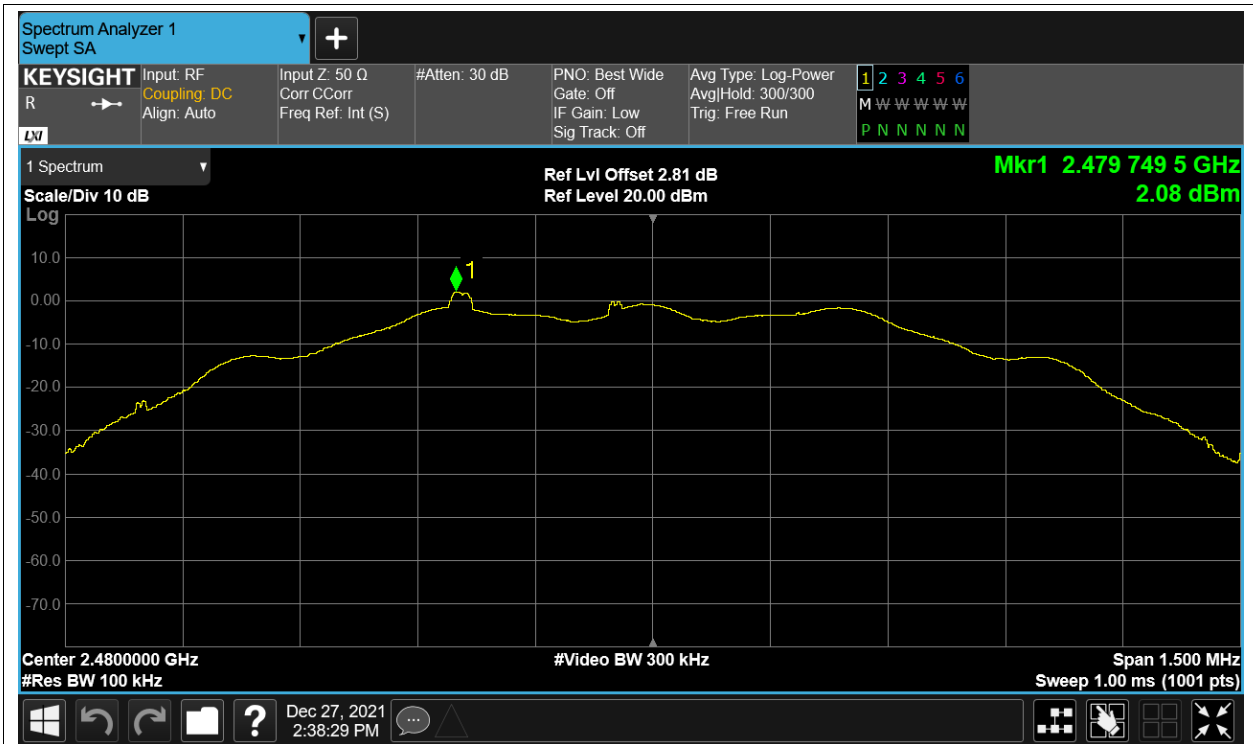 Spectrum Analyzer 1
Swept SA
KEYSIGHT
R
LXI
Input: RF
Coupling: DC
Align: Auto
Input Z: 50 Ω
Corr CCorr
Freq Ref: Int (S)
#Atten: 30 dB
PNO: Best Wide
Gate: Off
IF Gain: Low
Sig Track: Off
Avg Type: Log-Power
Avg|Hold: 300/300
Trig: Free Run
1 2 3 4 5 6
M W W W W W
P N N N N N
1 Spectrum
Scale/Div 10 dB
Log
Ref Lvl Offset 2.81 dB
Ref Level 20.00 dBm
Mkr1 2.479 749 5 GHz
2.08 dBm
1
10.0
0.00
-10.0
-20.0
-30.0
-40.0
-50.0
-60.0
-70.0
Center 2.4800000 GHz
#Res BW 100 kHz
#Video BW 300 kHz
Span 1.500 MHz
Sweep 1.00 ms (1001 pts)
?
Dec 27, 2021
2:38:29 PM